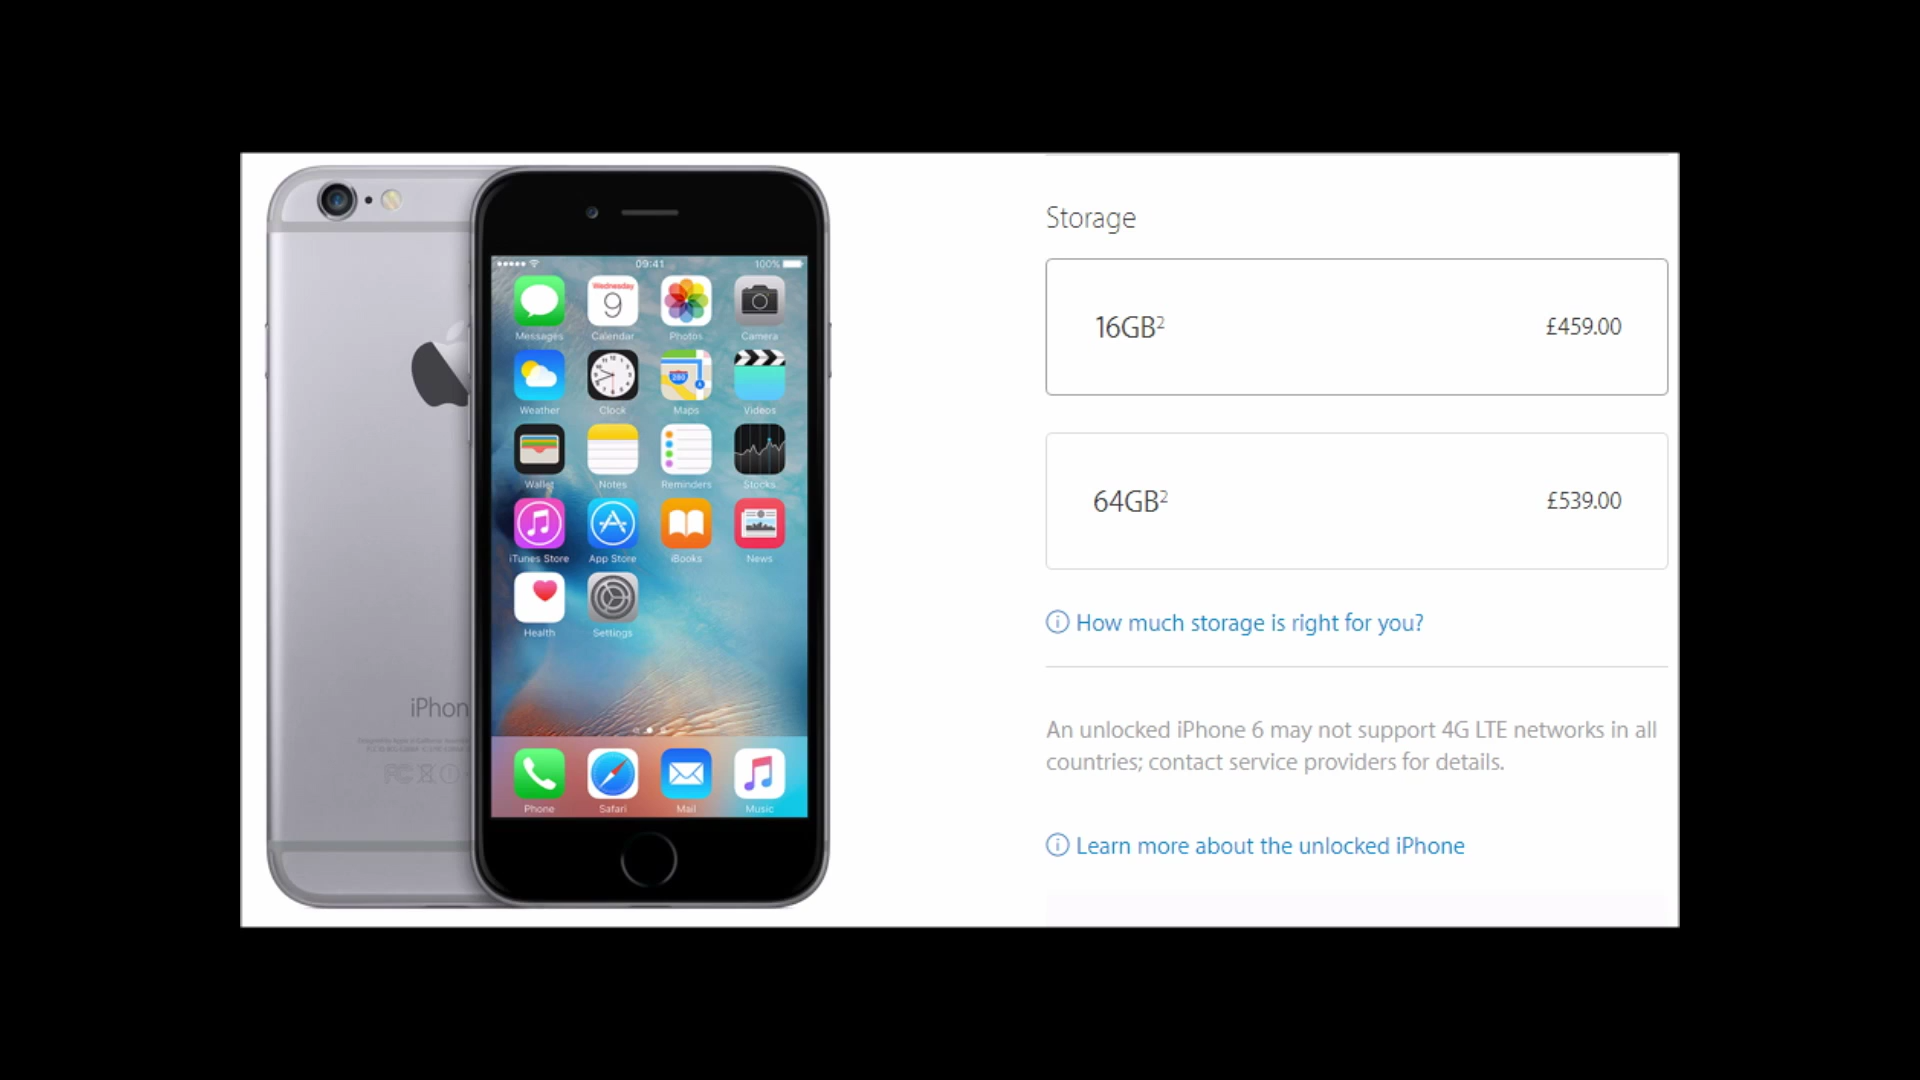 Storage
16GB²
£459.00
64GB²
£539.00
How much storage is right for you?
An unlocked iPhone 6 may not support 4G LTE networks in all
countries; contact service providers for details.
Learn more about the unlocked iPhone
09:41
100%
Wednesday
9
Messages
Calendar
Photos
Camera
280
Weather
Clock
Maps
Videos
Wallet
Notes
Reminders
Stocks
iTunes Store
App Store
iBooks
News
Health
Settings
Phone
Safari
Mail
Music
iPhon